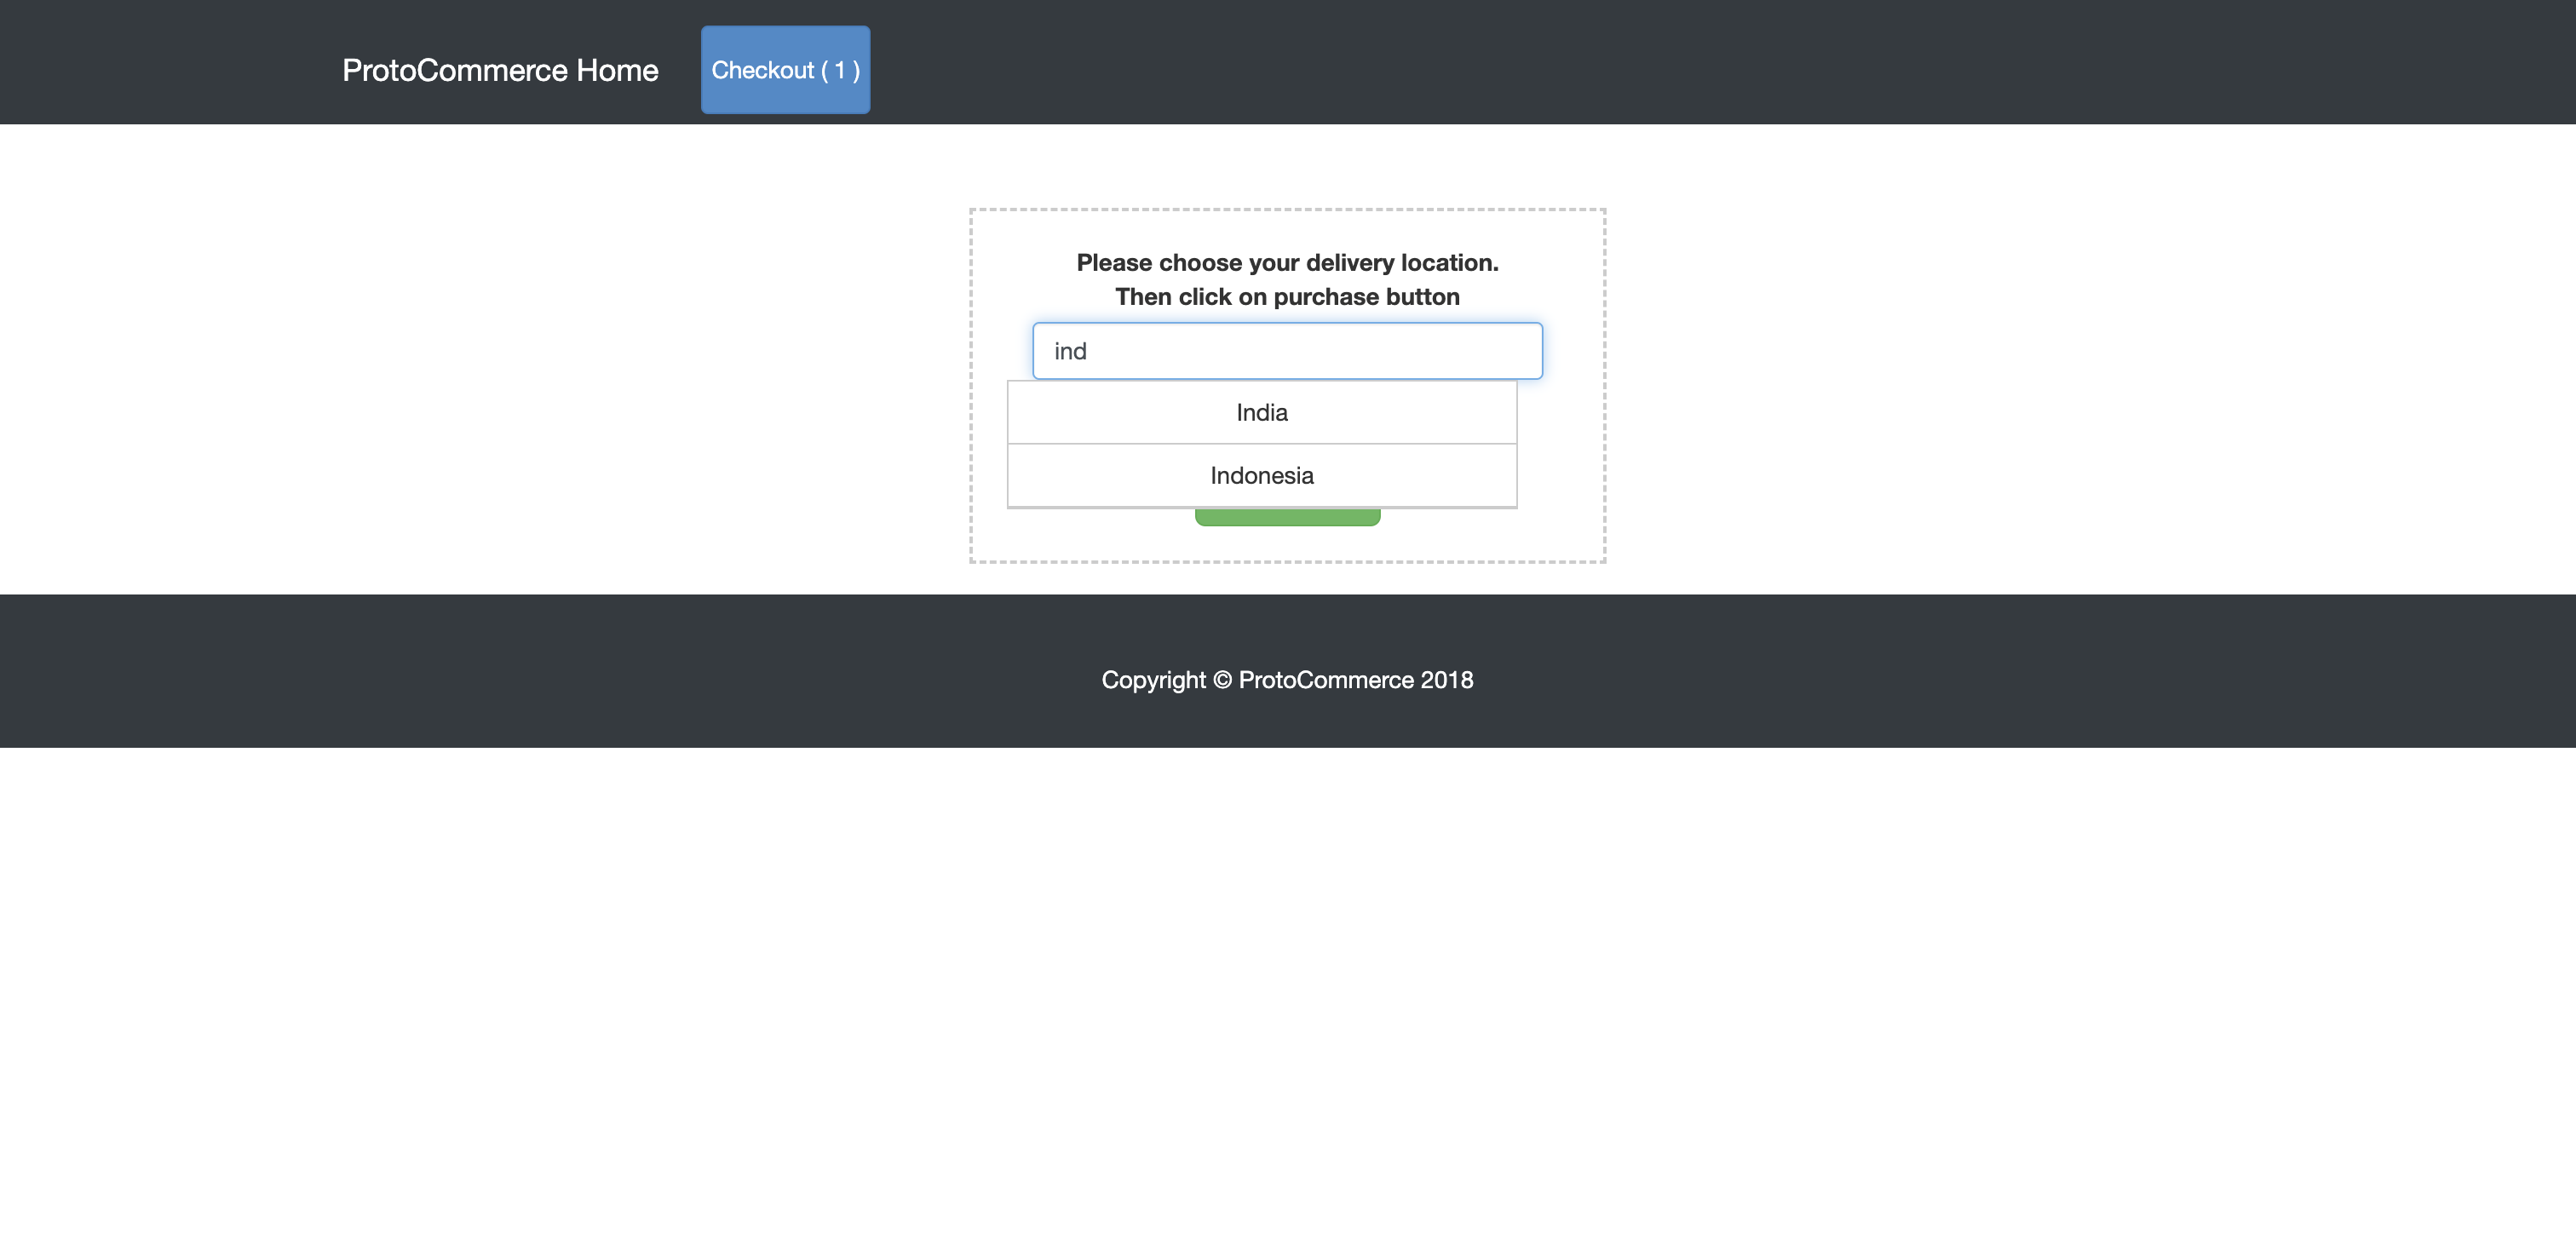 ProtoCommerce Home Checkout ( 1 )
Please choose your delivery location.
Then click on purchase button
ind
India
Indonesia
Copyright © ProtoCommerce 2018